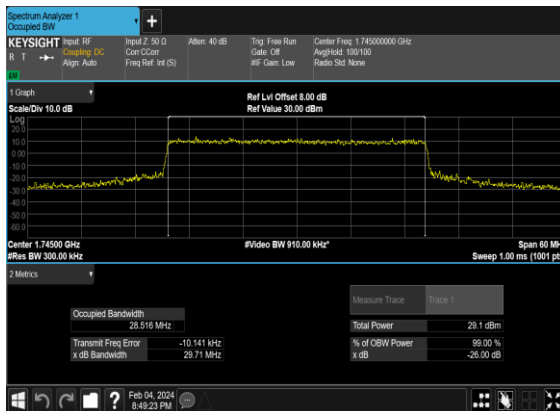 Spectrum Analyzer 1
Occupied BW
KEYSIGHT
R T
Input: RF
Coupling: DC
Align: Auto
Input Z: 50 Ω
Corr CCorr
Freq Ref: Int (S)
Atten: 40 dB
Trig: Free Run
Gate: Off
#IF Gain: Low
Center Freq: 1.745000000 GHz
Avg|Hold: 100/100
Radio Std: None
1 Graph
Scale/Div 10.0 dB
Ref Lvl Offset 8.00 dB
Ref Value 30.00 dBm
Log
20.0
10.0
0.00
-10.0
-20.0
-30.0
-40.0
-50.0
-60.0
Center 1.74500 GHz
#Res BW 300.00 kHz
#Video BW 910.00 kHz*
Span 60 MH
Sweep 1.00 ms (1001 pt
2 Metrics
Measure Trace
Trace 1
Occupied Bandwidth
28.516 MHz
Total Power
29.1 dBm
Transmit Freq Error
-10.141 kHz
% of OBW Power
99.00 %
x dB Bandwidth
29.71 MHz
x dB
-26.00 dB
?
Feb 04, 2024
8:49:23 PM